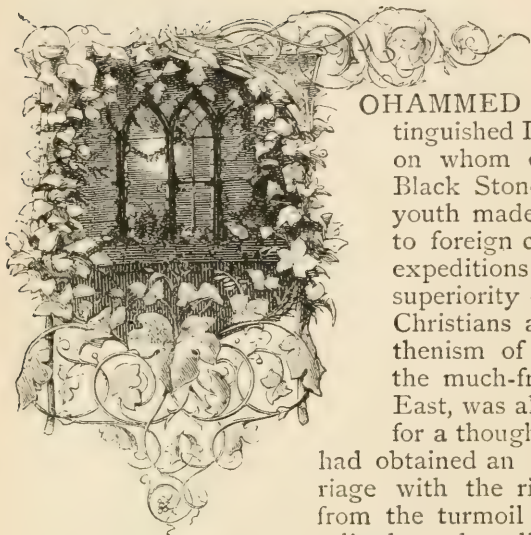 OHAMMED
tinguished I
on whom
Black Ston
youth made
to foreign c
expeditions
superiority
Christians a
thenism of
the much-fr
East, was al
for a though
had obtained an
riage with the ri
from the turmoil